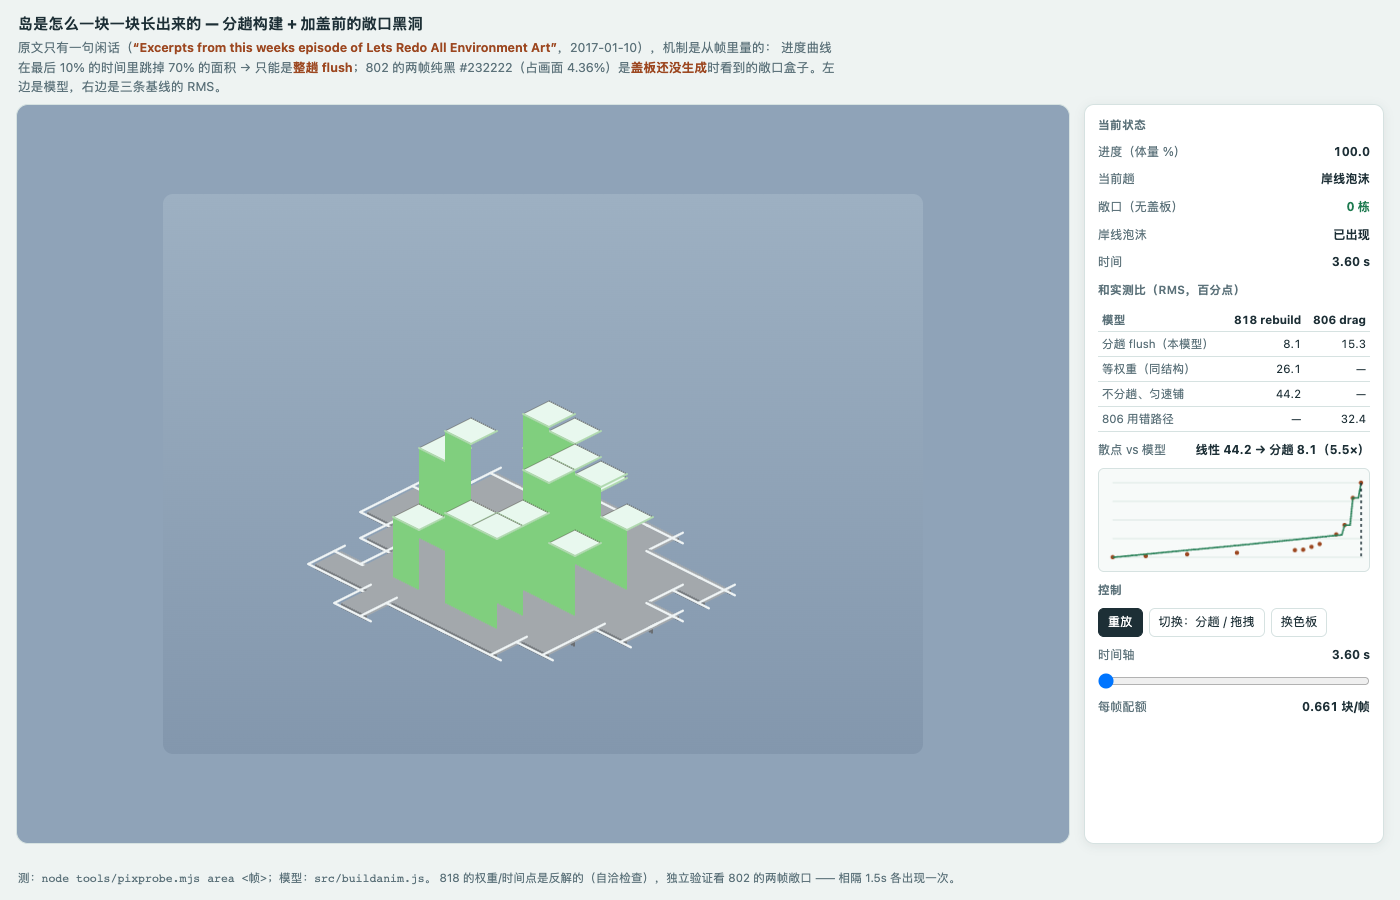 岛是怎么一块一块长出来的 — 分趟构建 + 加盖前的敞口黑洞
原文只有一句闲话（“Excerpts from this weeks episode of Lets Redo All Environment Art”，2017-01-10），机制是从帧里量的： 进度曲线
在最后 10% 的时间里跳掉 70% 的面积 → 只能是整趟 flush；802 的两帧纯黑 #232222（占画面 4.36%）是盖板还没生成时看到的敞口盒子。左
边是模型，右边是三条基线的 RMS。
当前状态
进度（体量 %） 100.0
当前趟 岸线泡沫
敞口（无盖板） 0 栋
岸线泡沫 已出现
时间 3.60 s
和实测比（RMS，百分点）
模型 818 rebuild 806 drag
分趟 flush（本模型） 8.1 15.3
等权重（同结构） 26.1 —
不分趟、匀速铺 44.2 —
806 用错路径 — 32.4
散点 vs 模型 线性 44.2 → 分趟 8.1（5.5×）
控制
重放 切换：分趟 / 拖拽 换色板
时间轴 3.60 s
每帧配额 0.661 块/帧
测：node tools/pixprobe.mjs area <帧>；模型：src/buildanim.js。 818 的权重/时间点是反解的（自洽检查），独立验证看 802 的两帧敞口 —— 相隔 1.5s 各出现一次。